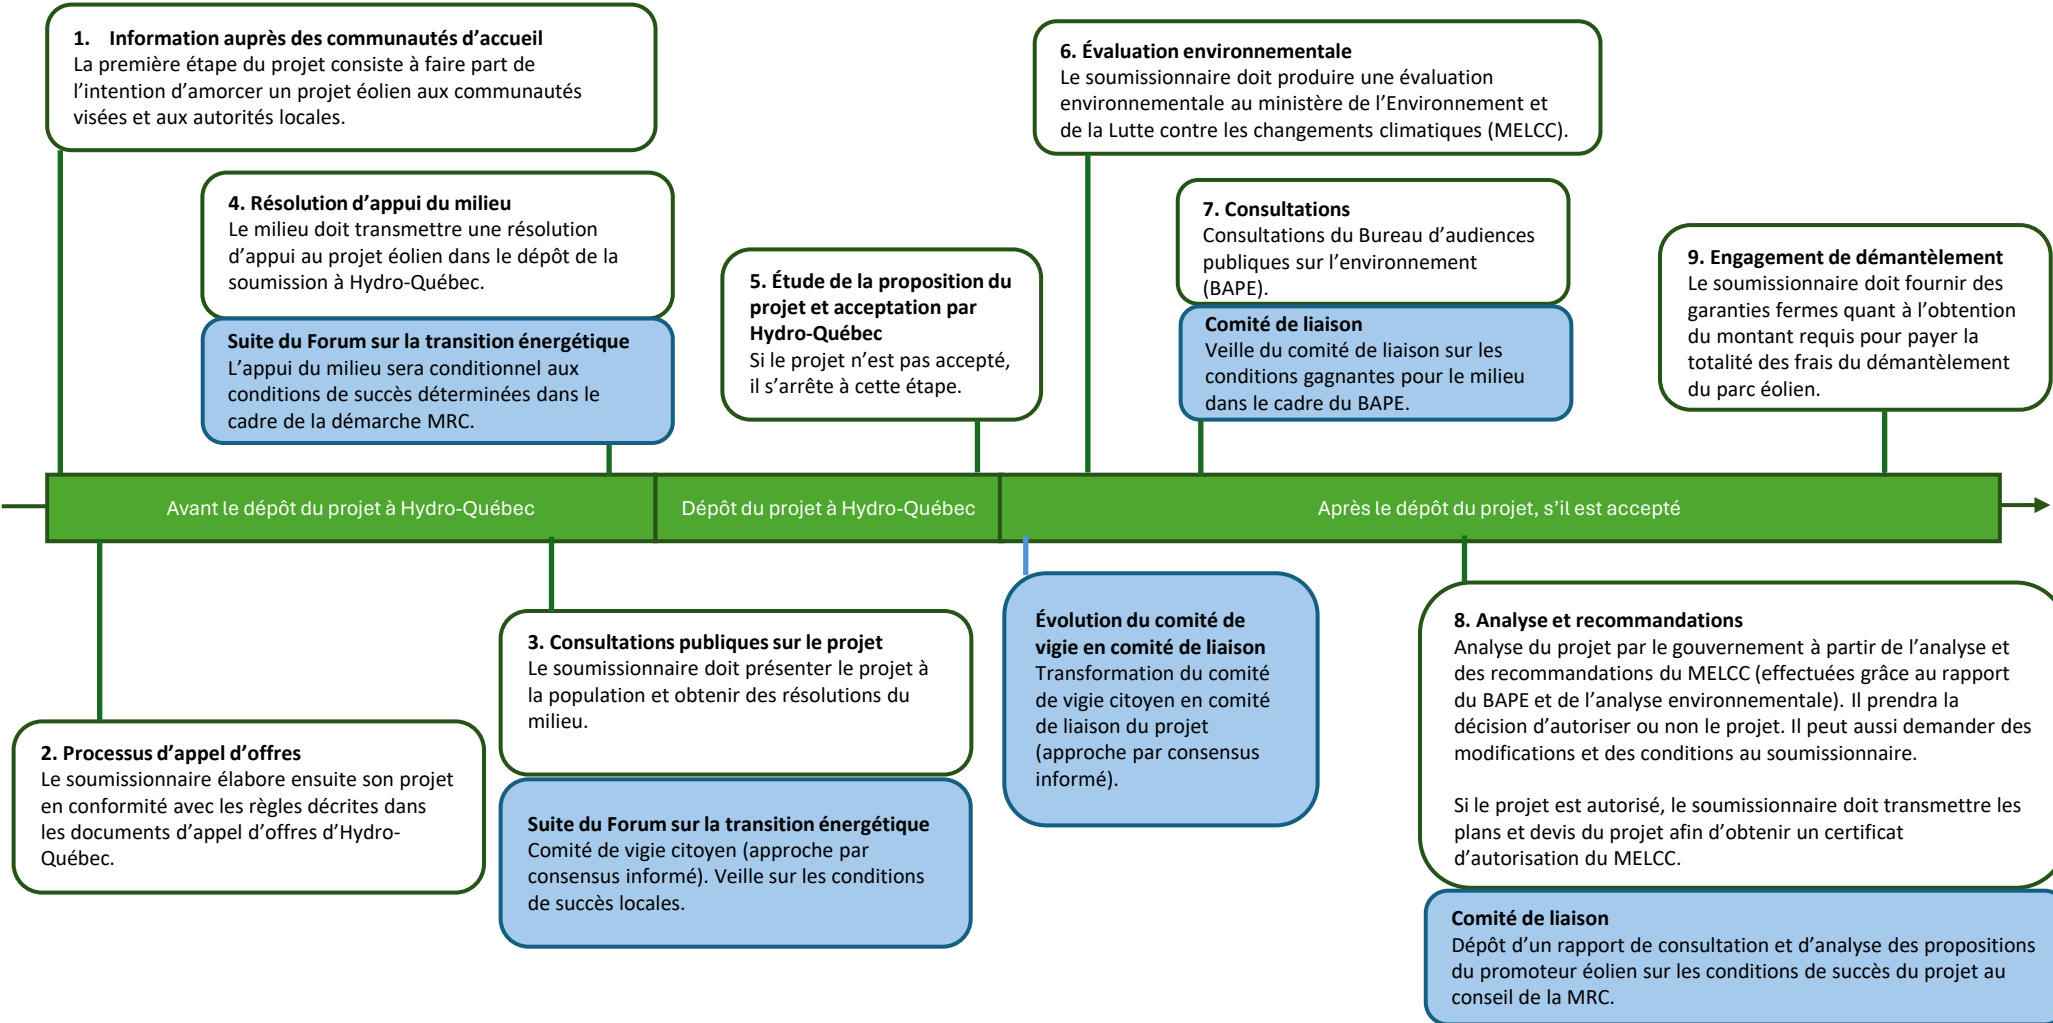 1. Information auprès des communautés d’accueil
La première étape du projet consiste à faire part de
l’intention d’amorcer un projet éolien aux communautés
visées et aux autorités locales.
4. Résolution d’appui du milieu
Le milieu doit transmettre une résolution
d’appui au projet éolien dans le dépôt de la
soumission à Hydro-Québec.
Suite du Forum sur la transition énergétique
L’appui du milieu sera conditionnel aux
conditions de succès déterminées dans le
cadre de la démarche MRC.
5. Étude de la proposition du
projet et acceptation par
Hydro-Québec
Si le projet n’est pas accepté,
il s’arrête à cette étape.
6. Évaluation environnementale
Le soumissionnaire doit produire une évaluation
environnementale au ministère de l’Environnement et
de la Lutte contre les changements climatiques (MELCC).
7. Consultations
Consultations du Bureau d’audiences
publiques sur l’environnement
(BAPE).
Comité de liaison
Veille du comité de liaison sur les
conditions gagnantes pour le milieu
dans le cadre du BAPE.
9. Engagement de démantèlement
Le soumissionnaire doit fournir des
garanties fermes quant à l’obtention
du montant requis pour payer la
totalité des frais du démantèlement
du parc éolien.
Avant le dépôt du projet à Hydro-Québec
Dépôt du projet à Hydro-Québec
Après le dépôt du projet, s’il est accepté
2. Processus d’appel d’offres
Le soumissionnaire élabore ensuite son projet
en conformité avec les règles décrites dans
les documents d’appel d’offres d’Hydro-
Québec.
3. Consultations publiques sur le projet
Le soumissionnaire doit présenter le projet à
la population et obtenir des résolutions du
milieu.
Suite du Forum sur la transition énergétique
Comité de vigie citoyen (approche par
consensus informé). Veille sur les conditions
de succès locales.
Évolution du comité de
vigie en comité de liaison
Transformation du comité
de vigie citoyen en comité
de liaison du projet
(approche par consensus
informé).
8. Analyse et recommandations
Analyse du projet par le gouvernement à partir de l’analyse et
des recommandations du MELCC (effectuées grâce au rapport
du BAPE et de l’analyse environnementale). Il prendra la
décision d’autoriser ou non le projet. Il peut aussi demander des
modifications et des conditions au soumissionnaire.
Si le projet est autorisé, le soumissionnaire doit transmettre les
plans et devis du projet afin d’obtenir un certificat
d’autorisation du MELCC.
Comité de liaison
Dépôt d’un rapport de consultation et d’analyse des propositions
du promoteur éolien sur les conditions de succès du projet au
conseil de la MRC.